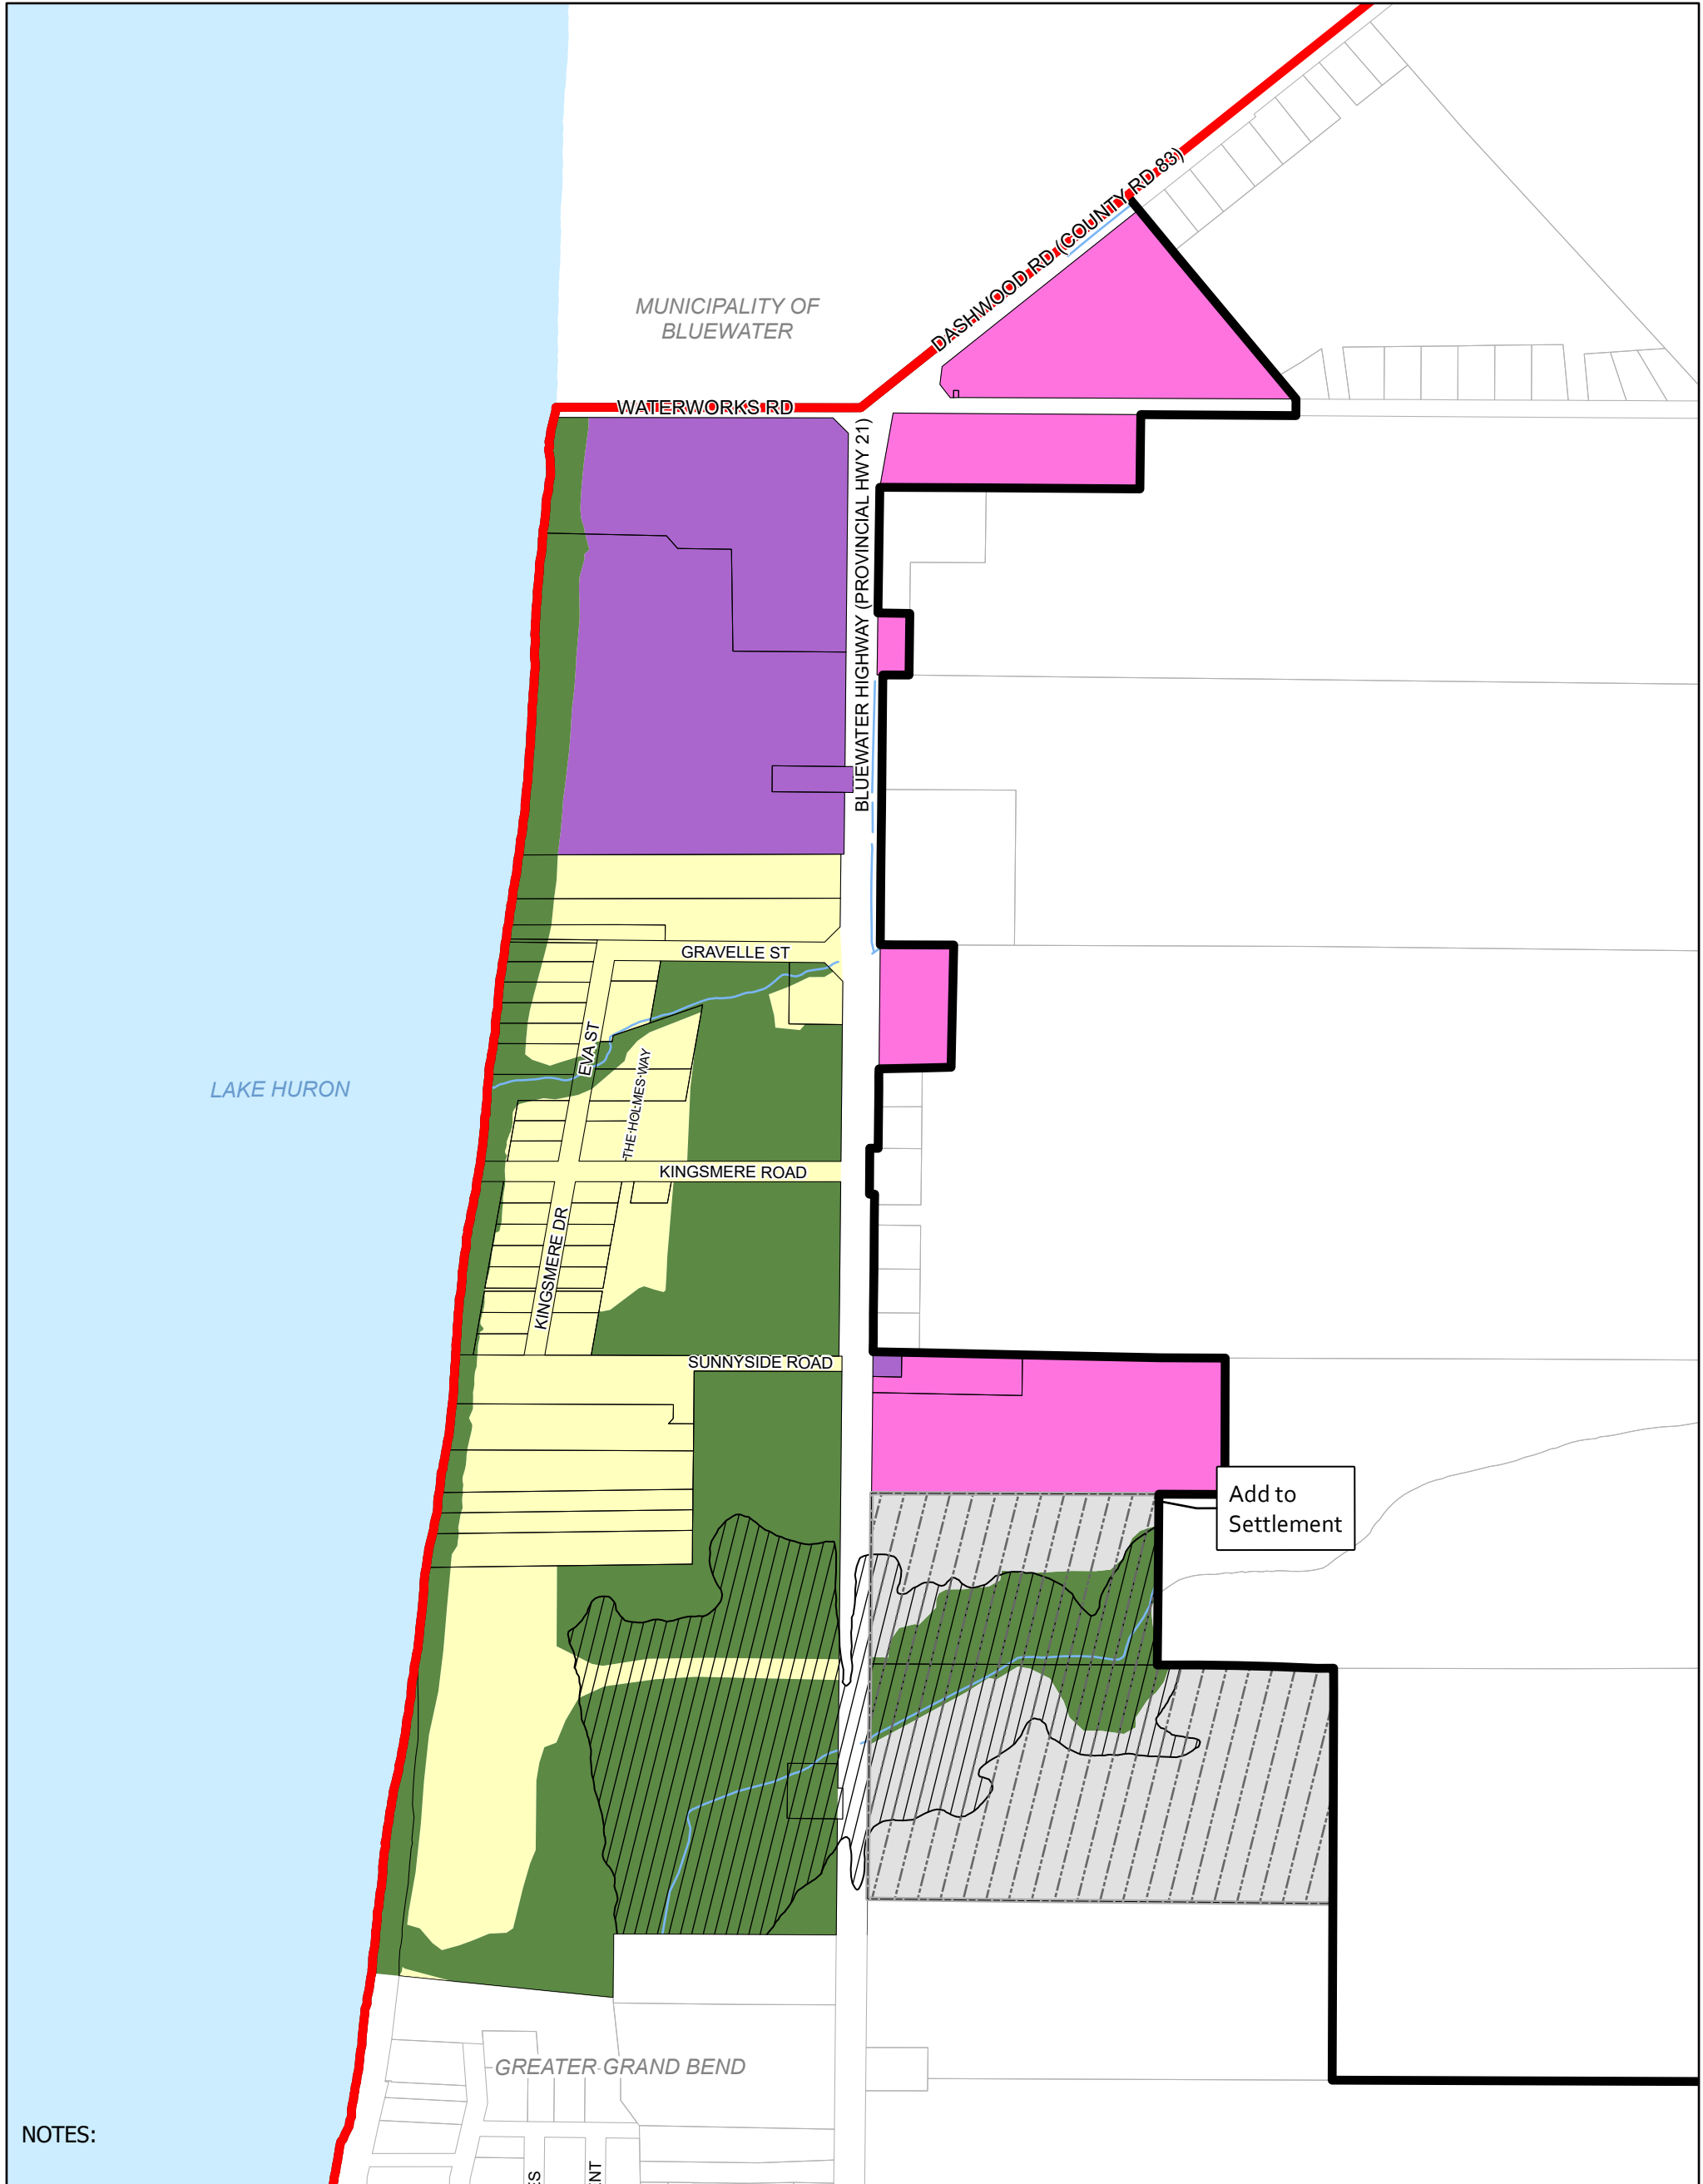 DASHWOOD RD (COUNTY RD 83)
MUNICIPALITY OF
BLUEWATER
WATERWORKS RD
BLUEWATER HIGHWAY (PROVINCIAL HWY 21)
GRAVELLE ST
EVA ST
THE HOLMES WAY
LAKE HURON
KINGSMERE ROAD
KINGSMERE DR
SUNNYSIDE ROAD
Add to
Settlement
GREATER GRAND BEND
NOTES: